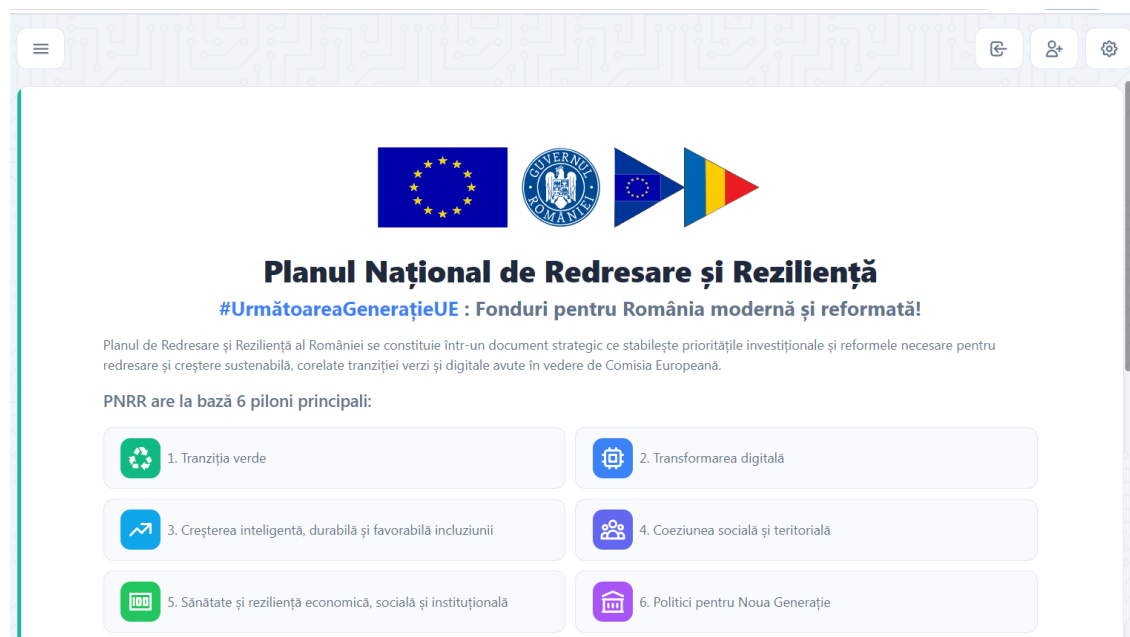 GUVERNUL
ROMÂNIEI
Planul Național de Redresare și Reziliență
#UrmătoareaGenerațieUE : Fonduri pentru România modernă și reformată!
Planul de Redresare și Reziliență al României se constituie într-un document strategic ce stabilește prioritățile investiționale și reformele necesare pentru
redresare și creștere sustenabilă, corelate tranziției verzi și digitale avute în vedere de Comisia Europeană.
PNRR are la bază 6 piloni principali:
1. Tranziția verde
2. Transformarea digitală
3. Creșterea inteligentă, durabilă și favorabilă incluziunii
4. Coeziunea socială și teritorială
5. Sănătate și reziliență economică, socială și instituțională
6. Politici pentru Noua Generație